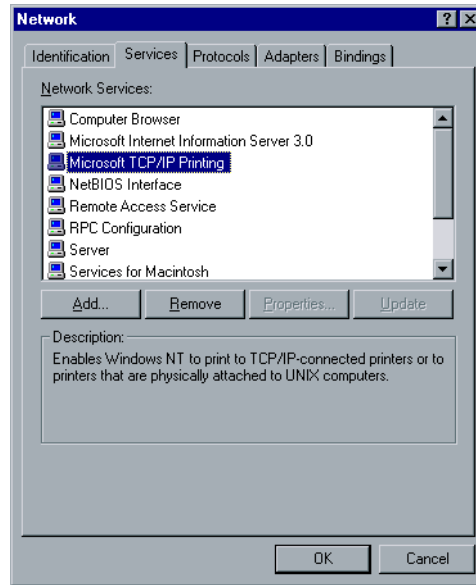 Network
Identification Services Protocols Adapters Bindings
Network Services:
Computer Browser
Microsoft Internet Information Server 3.0
Microsoft TCP/IP Printing
NetBIOS Interface
Remote Access Service
RPC Configuration
Server
Services for Macintosh
Add... Remove Properties... Update
Description:
Enables Windows NT to print to TCP/IP-connected printers or to
printers that are physically attached to UNIX computers.
OK Cancel